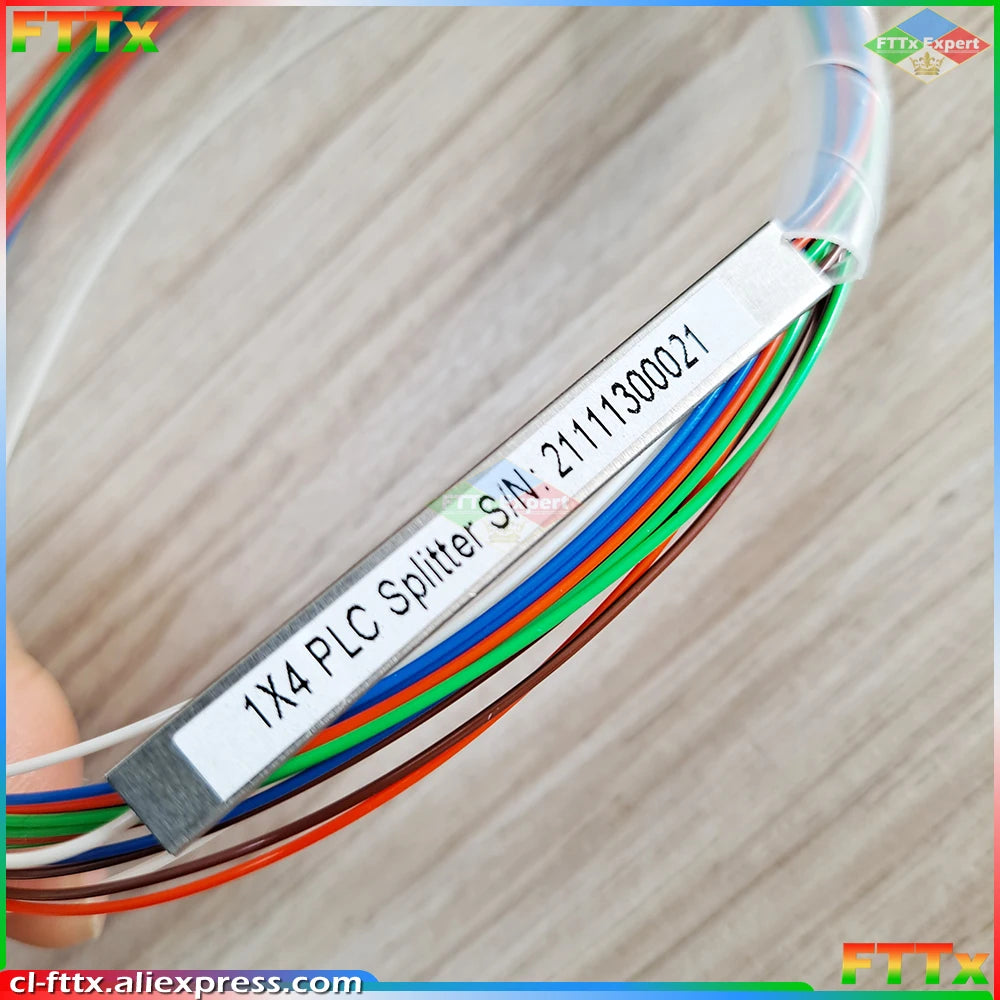 FTTx
FTTx Expert
1X4 PLC Splitter S/N: 21111300021
FTTx Expert
FTTx
cl-fttx.aliexpress.com